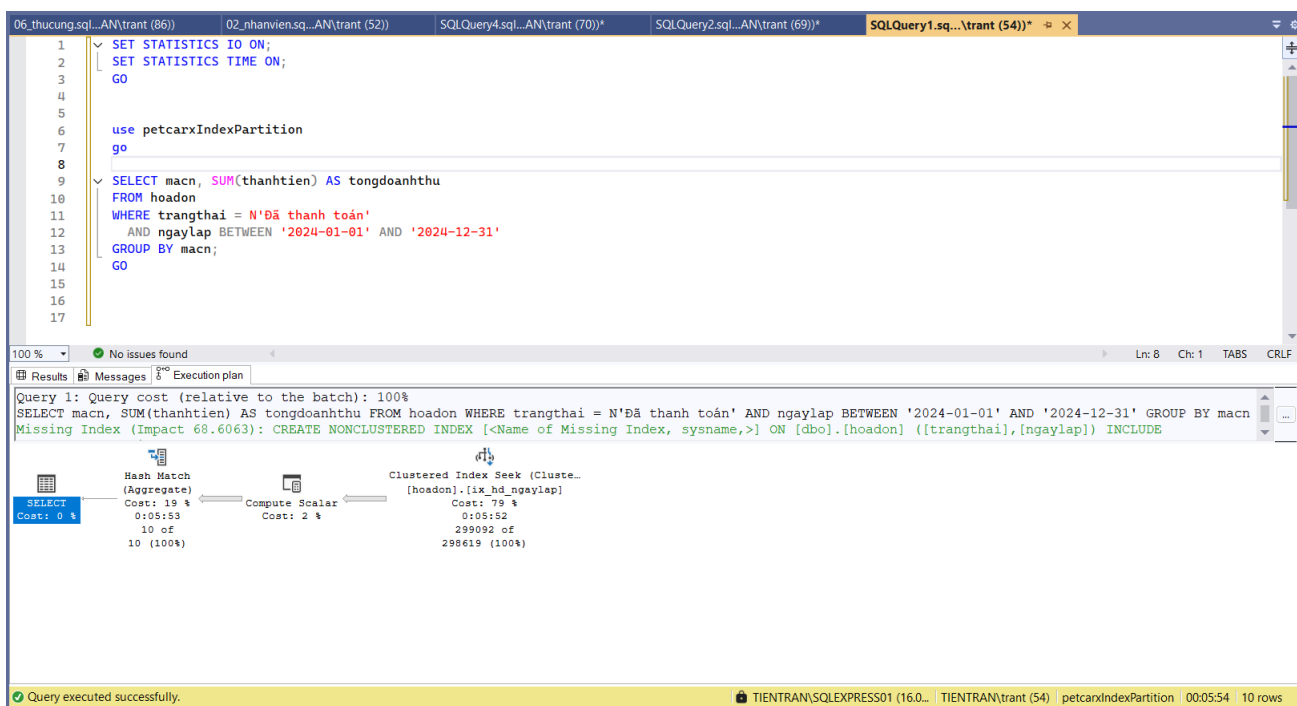 06_thucung.sql...AN\trant (86)) 02_nhanvien.sq...AN\trant (52)) SQLQuery4.sql...AN\trant (70))* SQLQuery2.sql...AN\trant (69))* SQLQuery1.sq...\trant (54))*
1 SET STATISTICS IO ON;
2 SET STATISTICS TIME ON;
3 GO
4
5
6 use petcarxIndexPartition
7 go
8
9 SELECT macn, SUM(thanhtien) AS tongdoanhthu
10 FROM hoadon
11 WHERE trangthai = N'Đã thanh toán'
12 AND ngaylap BETWEEN '2024-01-01' AND '2024-12-31'
13 GROUP BY macn;
14 GO
15
16
17
100 % No issues found Ln: 8 Ch: 1 TABS CRLF
Results Messages Execution plan
Query 1: Query cost (relative to the batch): 100%
SELECT macn, SUM(thanhtien) AS tongdoanhthu FROM hoadon WHERE trangthai = N'Đã thanh toán' AND ngaylap BETWEEN '2024-01-01' AND '2024-12-31' GROUP BY macn
Missing Index (Impact 68.6063): CREATE NONCLUSTERED INDEX [<Name of Missing Index, sysname,>] ON [dbo].[hoadon] ([trangthai],[ngaylap]) INCLUDE
...
SELECT
Cost: 0 %
Hash Match
(Aggregate)
Cost: 19 %
0:05:53
10 of
10 (100%)
Compute Scalar
Cost: 2 %
Clustered Index Seek (Cluste...
[hoadon].[ix_hd_ngaylap]
Cost: 79 %
0:05:52
299092 of
298619 (100%)
Query executed successfully. TIENTRAN\SQLEXPRESS01 (16.0... TIENTRAN\trant (54) petcarxIndexPartition 00:05:54 10 rows